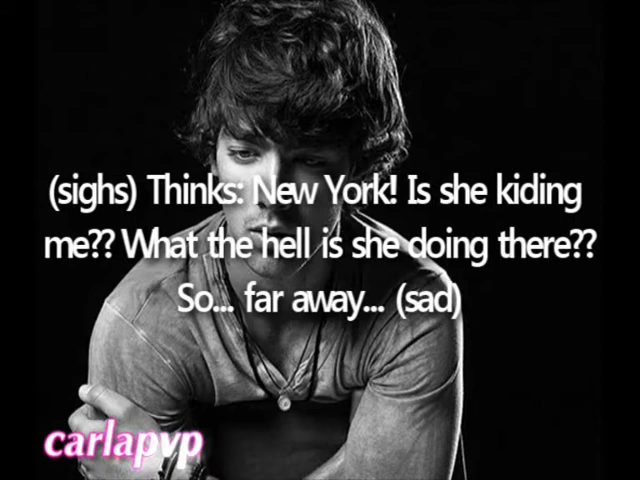 (sighs) Thinks: New York! Is she kiding
me?? What the hell is she doing there??
So... far away... (sad)
carlapvp